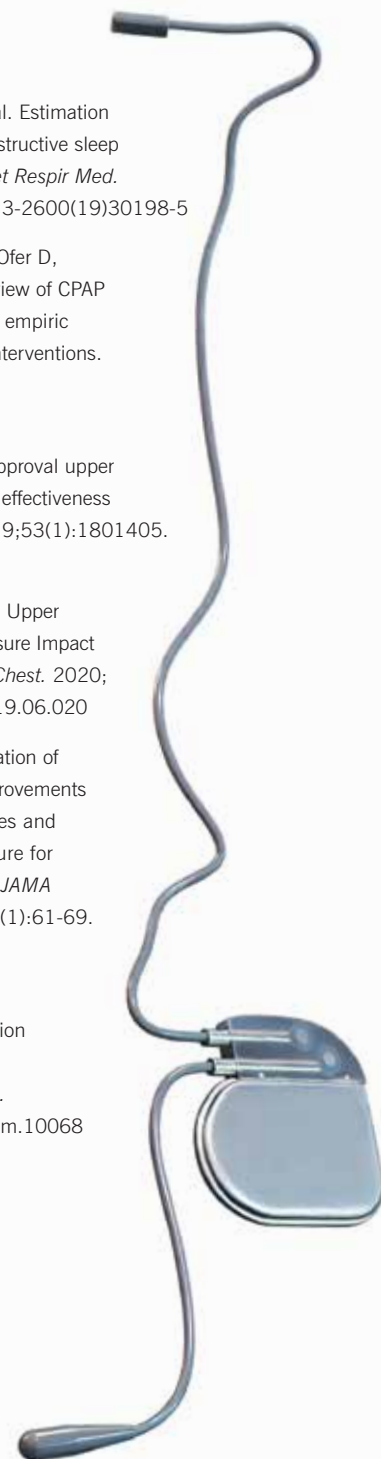 al. Estimation
structive sleep
et Respir Med.
3-2600(19)30198-5
Ofer D,
view of CPAP
empiric
nterventions.
pproval upper
effectiveness
9;53(1):1801405.
Upper
sure Impact
Chest. 2020;
19.06.020
ation of
rovements
es and
ure for
JAMA
(1):61-69.
tion
.
m.10068